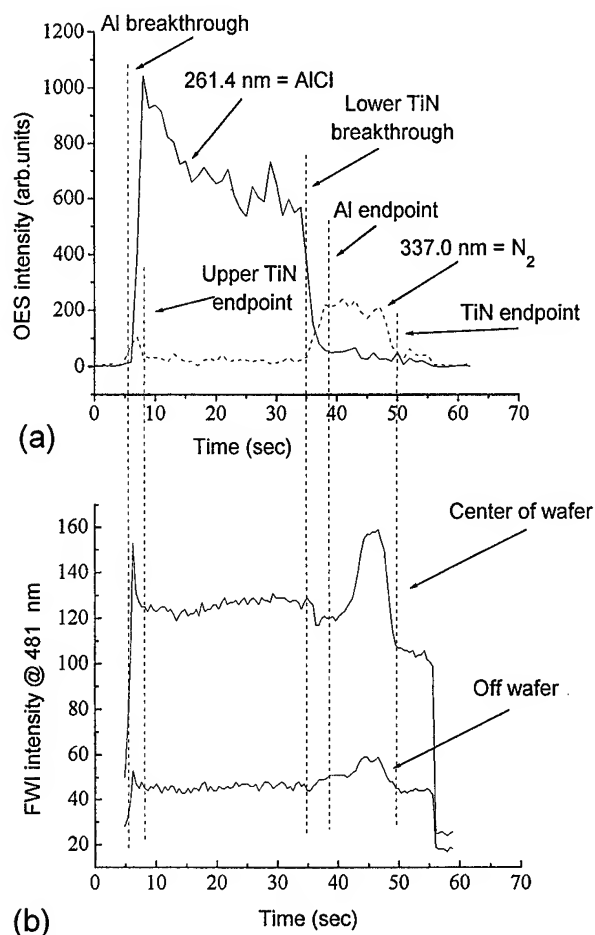 Al breakthrough
1200
261.4 nm = AlCl
1000
Lower TiN
breakthrough
800
Al endpoint
600
337.0 nm = N2
400
Upper TiN
endpoint
TiN endpoint
200
0
OES intensity (arb.units)
0 10 20 30 40 50 60 70
(a)
Time (sec)
160
Center of wafer
140
120
100
Off wafer
80
60
40
20
FWI intensity @ 481 nm
0 10 20 30 40 50 60 70
(b)
Time (sec)